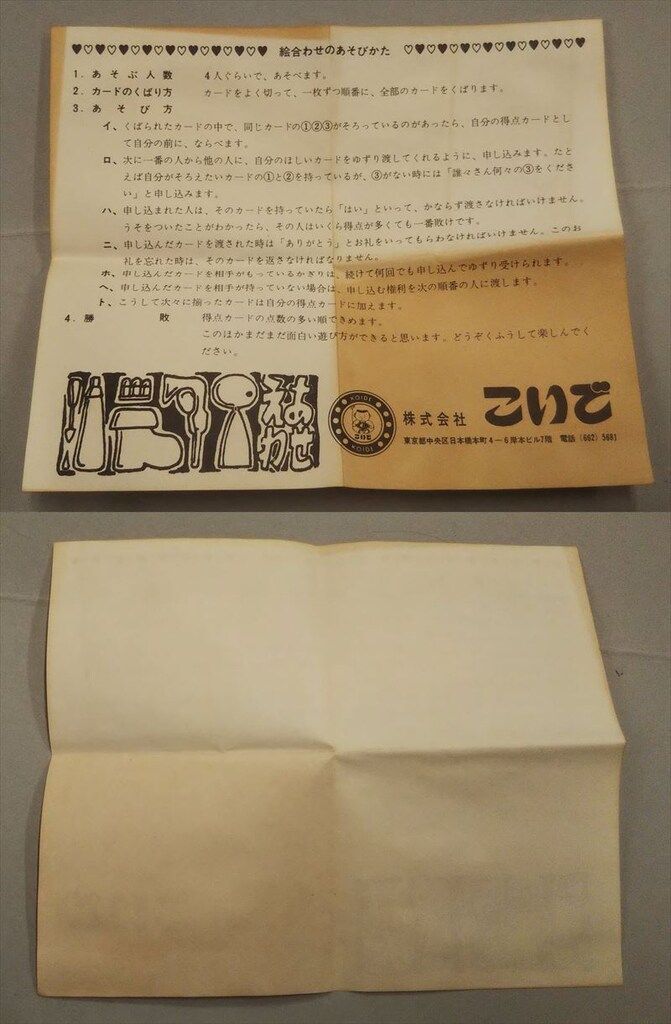 ♥♡♥♡♥♡♥♡♥♡♥♡♥♡♥♡♥ 絵合わせのあそびかた ♡♥♡♥♡♥♡♥♡♥♡♥♡♥♡♥
1. あそぶ人数 4人ぐらいで、あそべます。
2. カードのくばり方 カードをよく切って、一枚ずつ順番に、全部のカードをくばります。
3. あそび方
イ、くばられたカードの中で、同じカードの①②③がそろっているのがあったら、自分の得点カードとし
て自分の前に、ならべます。
ロ、次に一番の人から他の人に、自分のほしいカードをゆずり渡してくれるように、申し込みます。たと
えば自分がそろえたいカードの①と②を持っているが、③がない時には「誰々さん何々の③をくださ
い」と申し込みます。
ハ、申し込まれた人は、そのカードを持っていたら「はい」といって、かならず渡さなければいけません。
うそをついたことがわかったら、その人はいくら得点が多くても一番敗けです。
ニ、申し込んだカードを渡された時は「ありがとう」とお礼をいってもらわなければいけません。このお
礼を忘れた時は、そのカードを返さなければなりません。
ホ、申し込んだカードを相手がもっているかぎりは、続けて何回でも申し込んでゆずり受けられます。
ヘ、申し込んだカードを相手が持っていない場合は、申し込む権利を次の順番の人に渡します。
ト、こうして次々に揃ったカードは自分の得点カードに加えます。
4. 勝敗 得点カードの点数の多い順できめます。
このほかまだまだ面白い遊び方ができると思います。どうぞくふうして楽しんでく
ださい。
えあわせ
KOIDE
こいで
KOIDE
株式会社 こいで
東京都中央区日本橋本町4-6岸本ビル7階 電話(662)5681